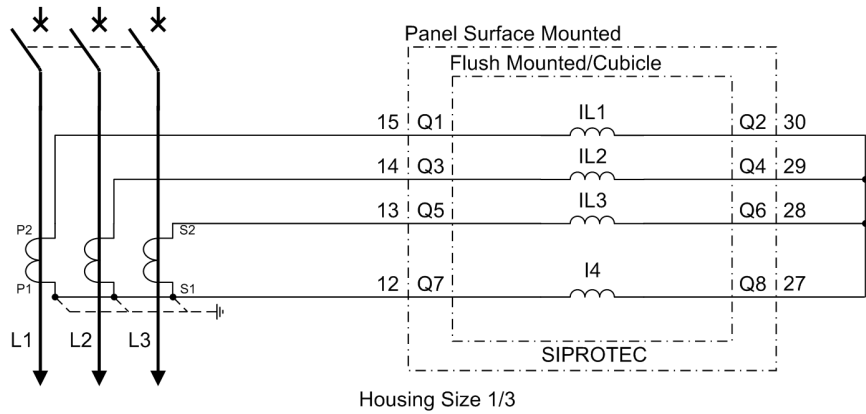 Panel Surface Mounted
Flush Mounted/Cubicle
15 Q1 IL1 Q2 30
14 Q3 IL2 Q4 29
13 Q5 IL3 Q6 28
P2 S2
P1 S1
12 Q7 I4 Q8 27
L1 L2 L3
SIPROTEC
Housing Size 1/3